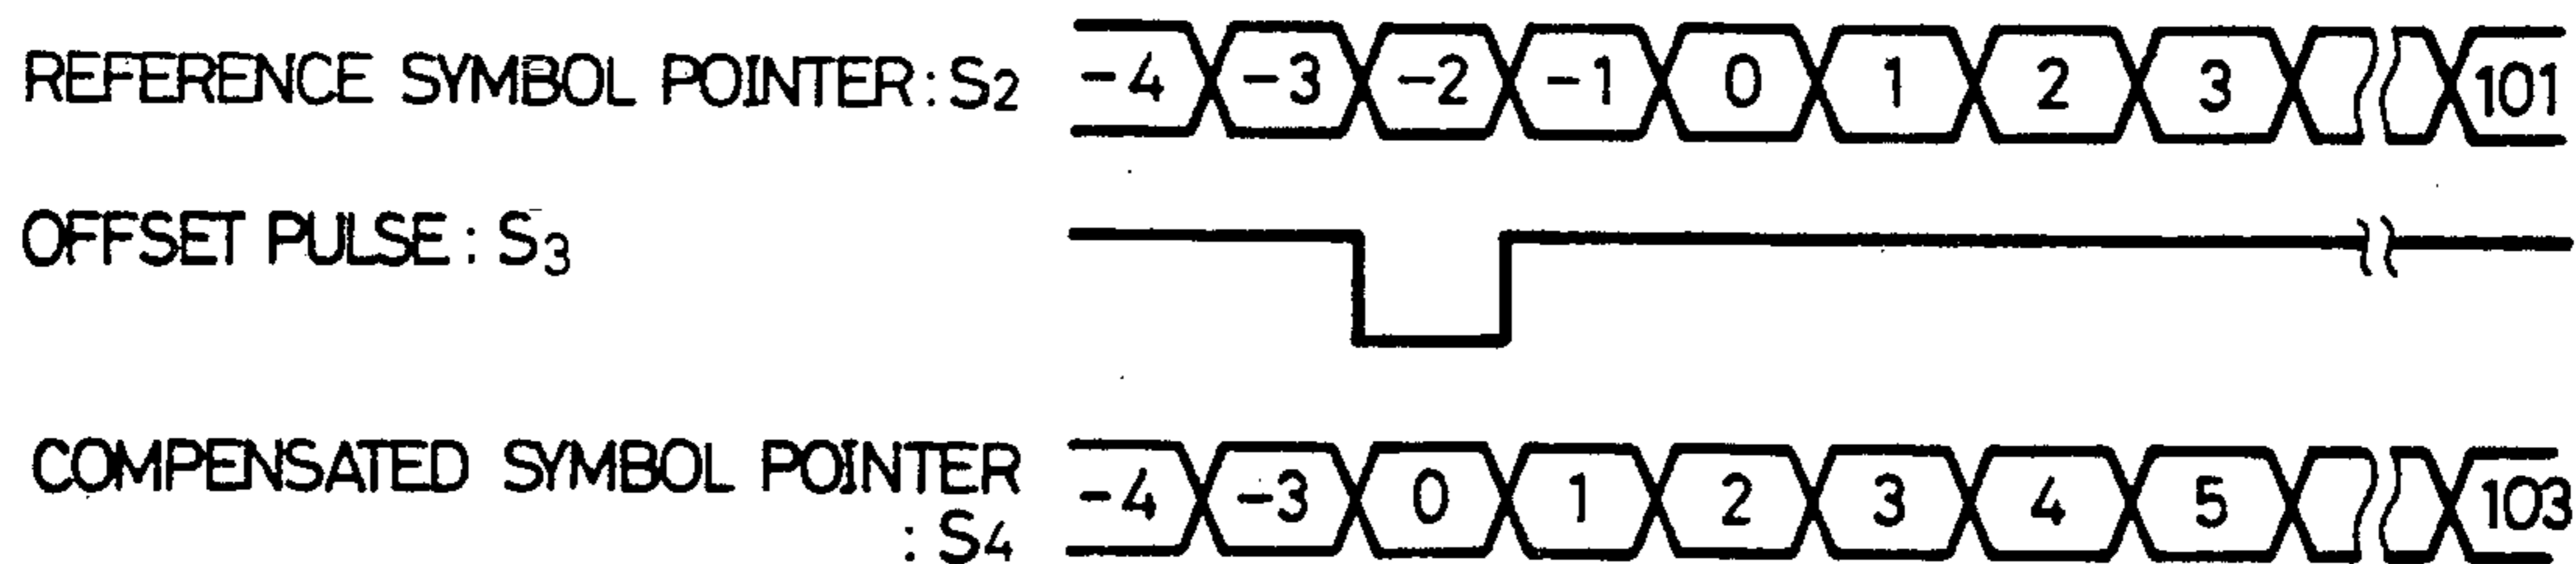 REFERENCE SYMBOL POINTER : S2 -4 -3 -2 -1 0 1 2 3 101
OFFSET PULSE : S3
COMPENSATED SYMBOL POINTER -4 -3 0 1 2 3 4 5 103
: S4